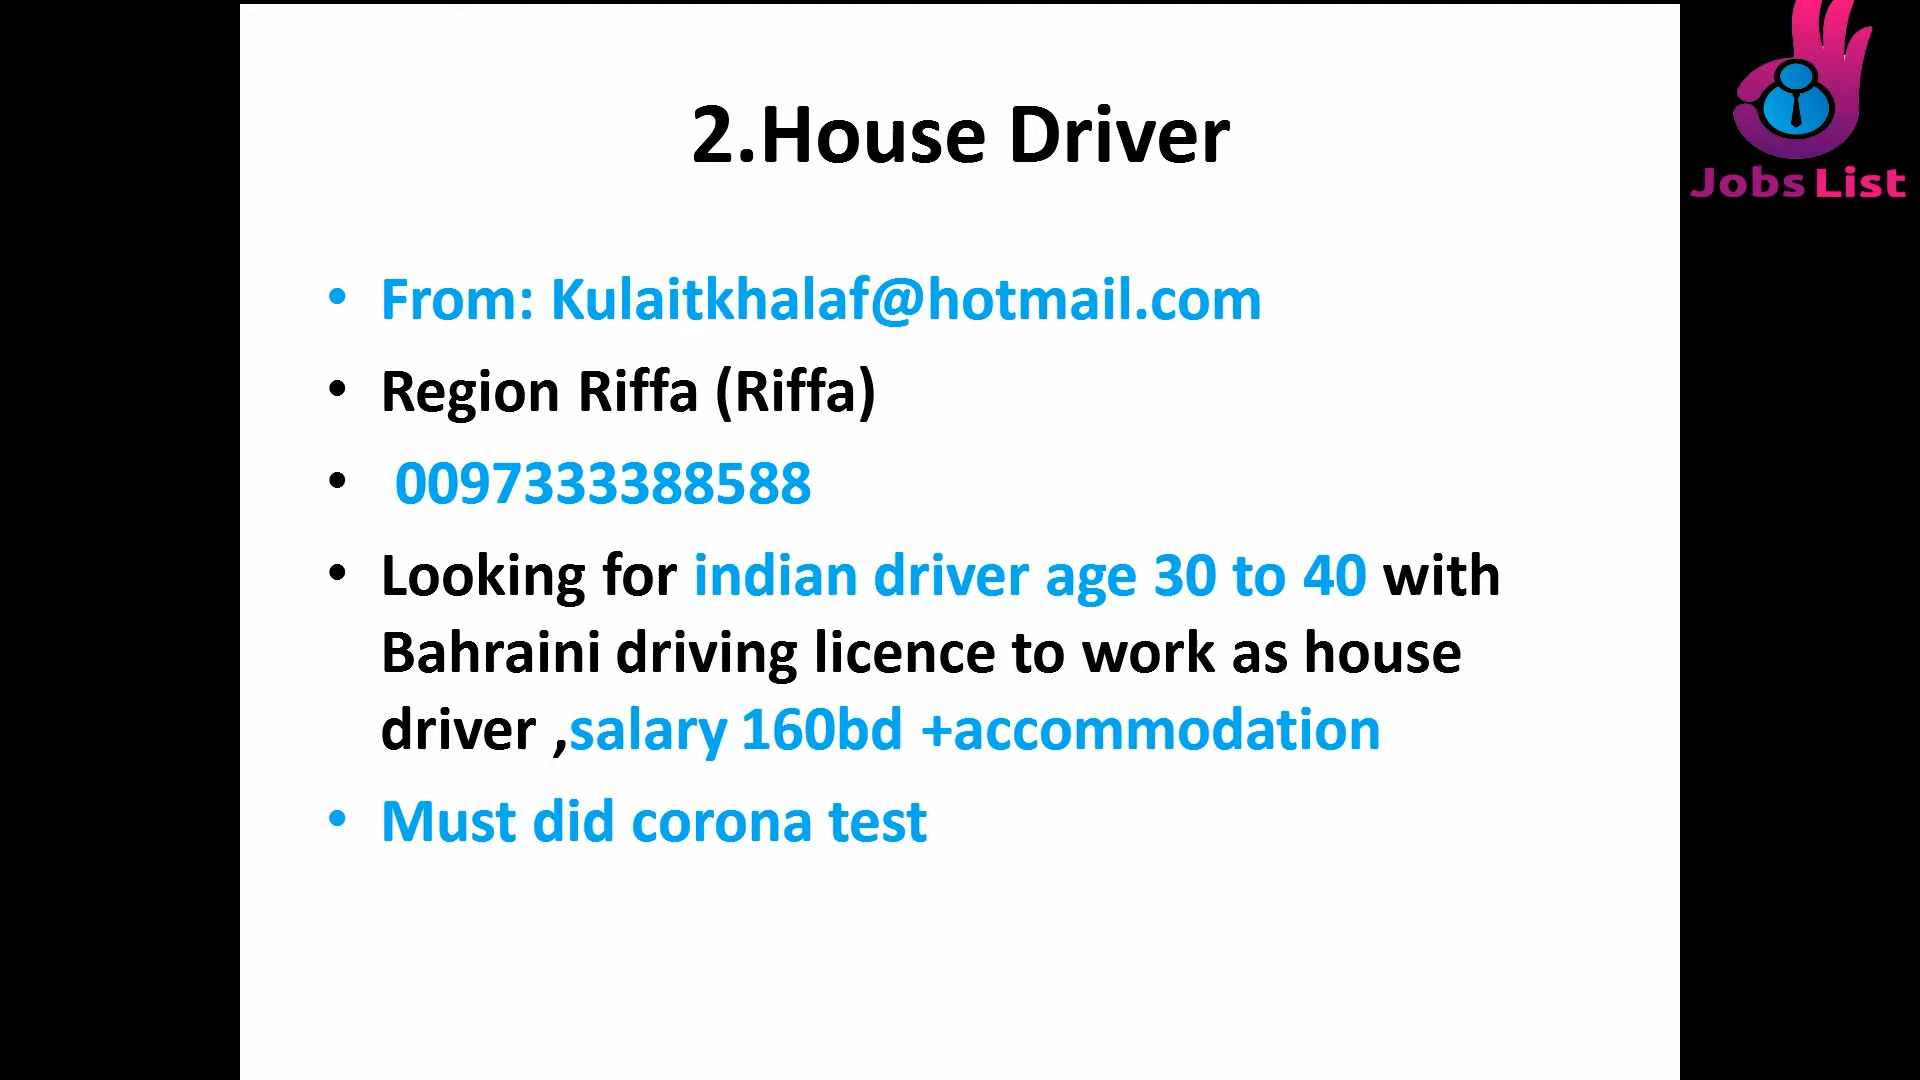 2.House Driver
Jobs List
• From: Kulaitkhalaf@hotmail.com
• Region Riffa (Riffa)
• 0097333388588
• Looking for indian driver age 30 to 40 with
Bahraini driving licence to work as house
driver ,salary 160bd +accommodation
• Must did corona test